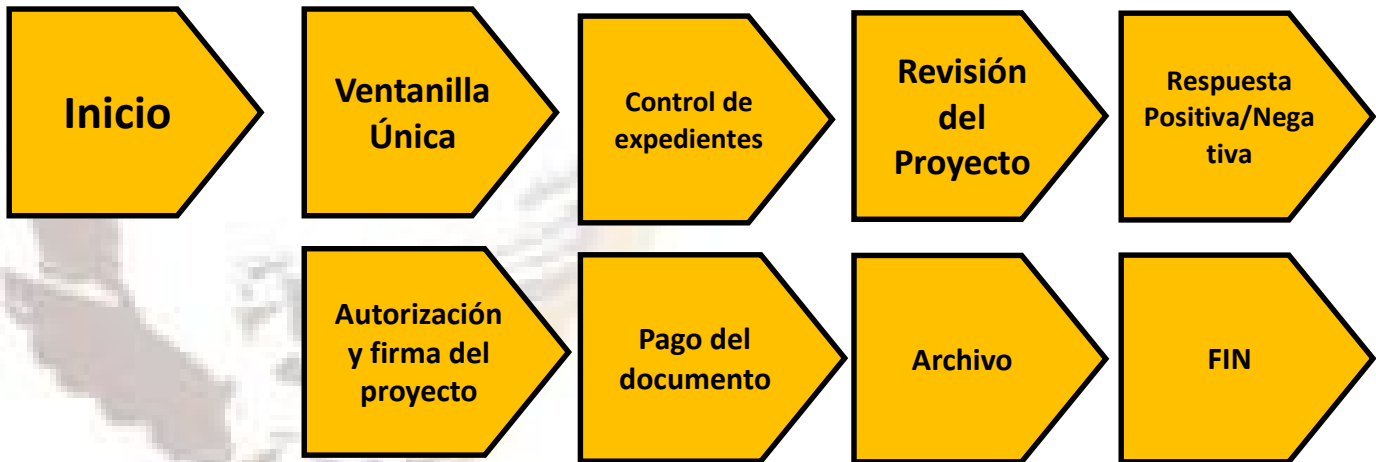 Inicio
Ventanilla
Única
Control de
expedientes
Revisión
del
Proyecto
Respuesta
Positiva/Nega
tiva
Autorización
y firma del
proyecto
Pago del
documento
Archivo
FIN